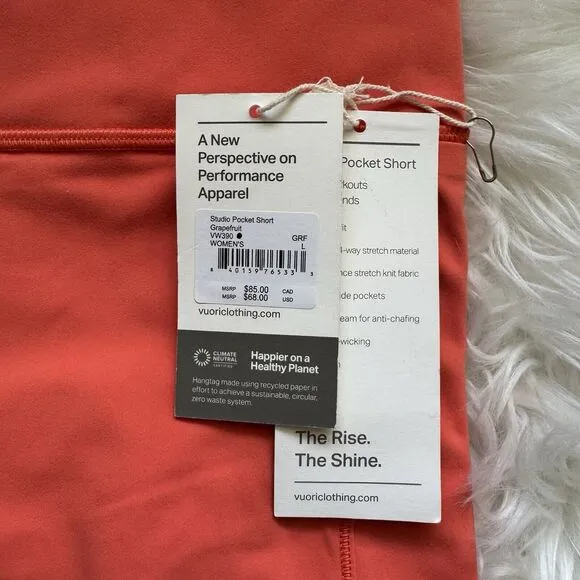 A New
Perspective on
Performance
Apparel
Studio Pocket Short
Grapefruit
VW390 GRF
WOMEN'S L
8 40159 76533 3
MSRP $85.00 CAD
MSRP $68.00 USD
vuoriclothing.com
CLIMATE
NEUTRAL
CERTIFIED
Happier on a
Healthy Planet
Hangtag made using recycled paper in
effort to achieve a sustainable, circular,
zero waste system.
Pocket Short
kouts
ends
it
4-way stretch material
nce stretch knit fabric
de pockets
eam for anti-chafing
-wicking
The Rise.
The Shine.
vuoriclothing.com